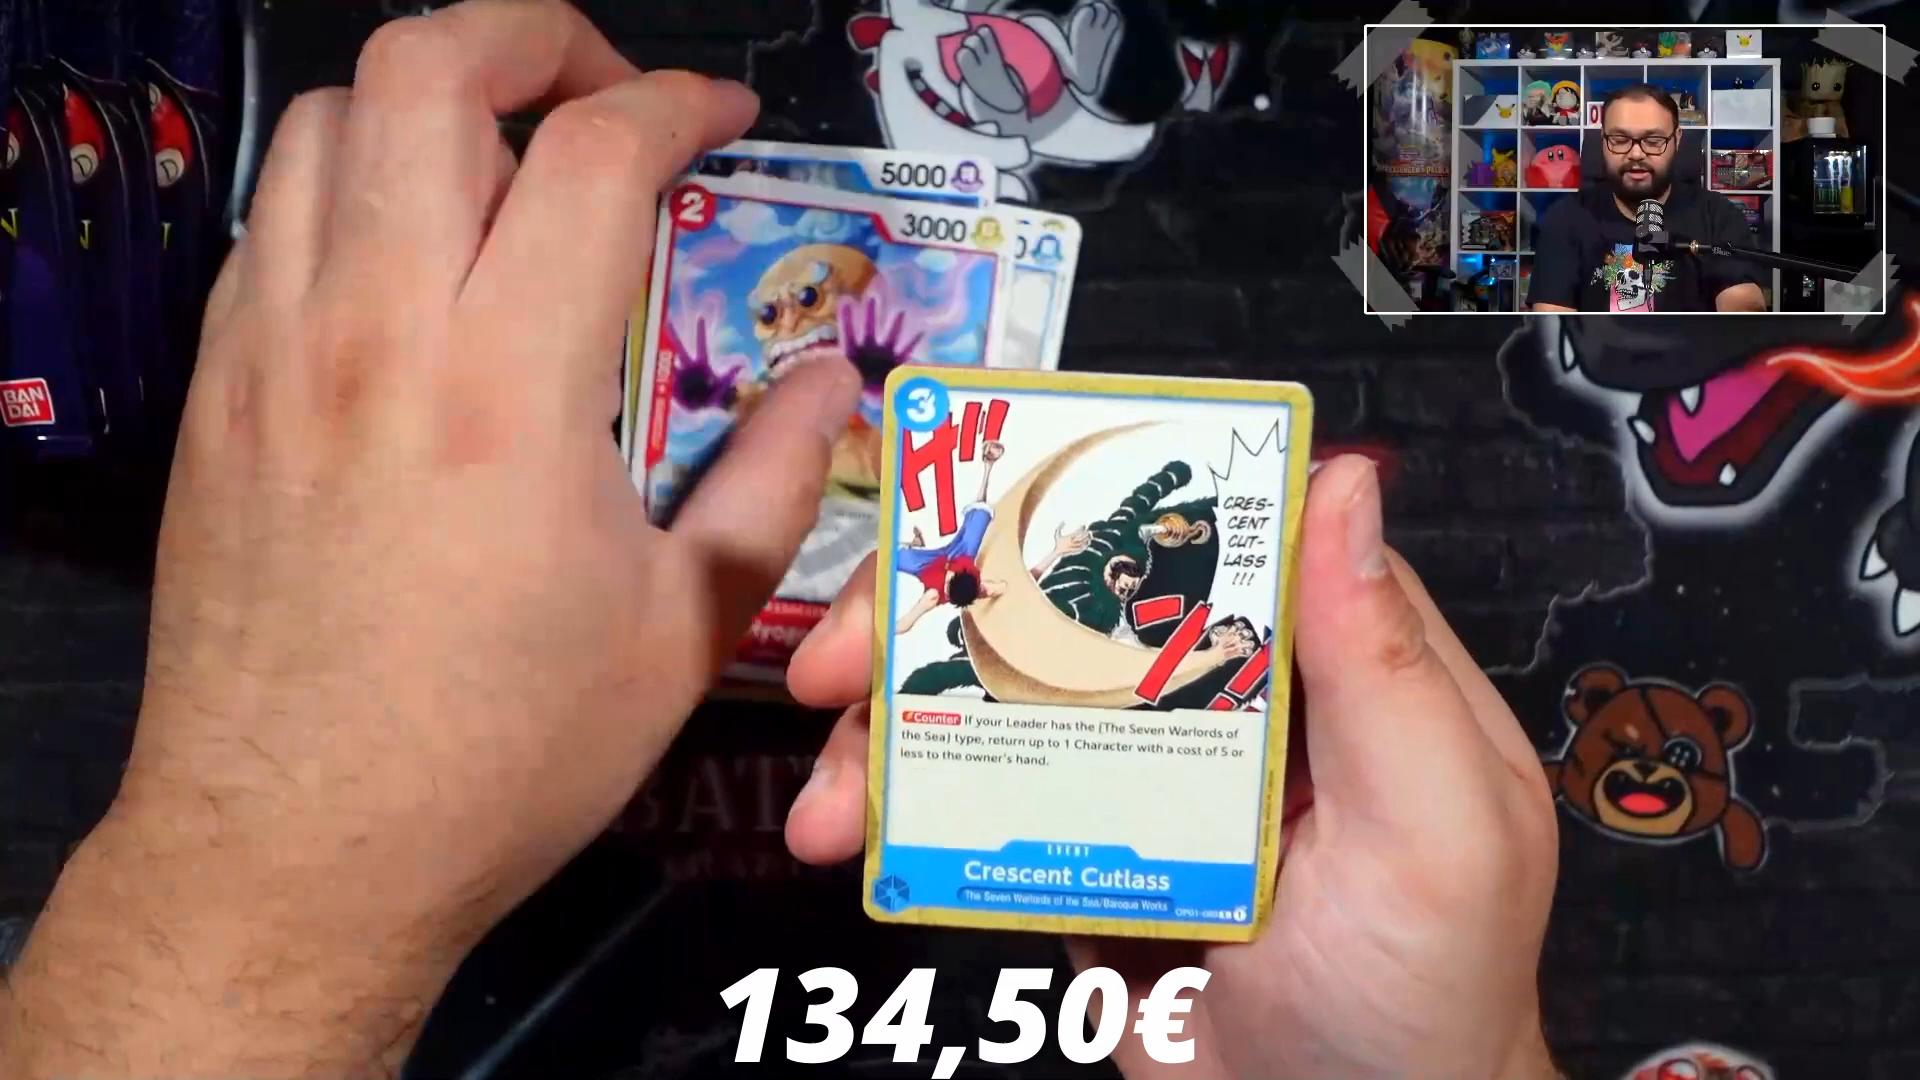 5000
2
3000
BAN
DAI
3
CRES-
CENT
CUT-
LASS
!!!
Counter If your Leader has the {The Seven Warlords of
the Sea} type, return up to 1 Character with a cost of 5 or
less to the owner's hand.
EVENT
Crescent Cutlass
The Seven Warlords of the Sea/Baroque Works
134,50€